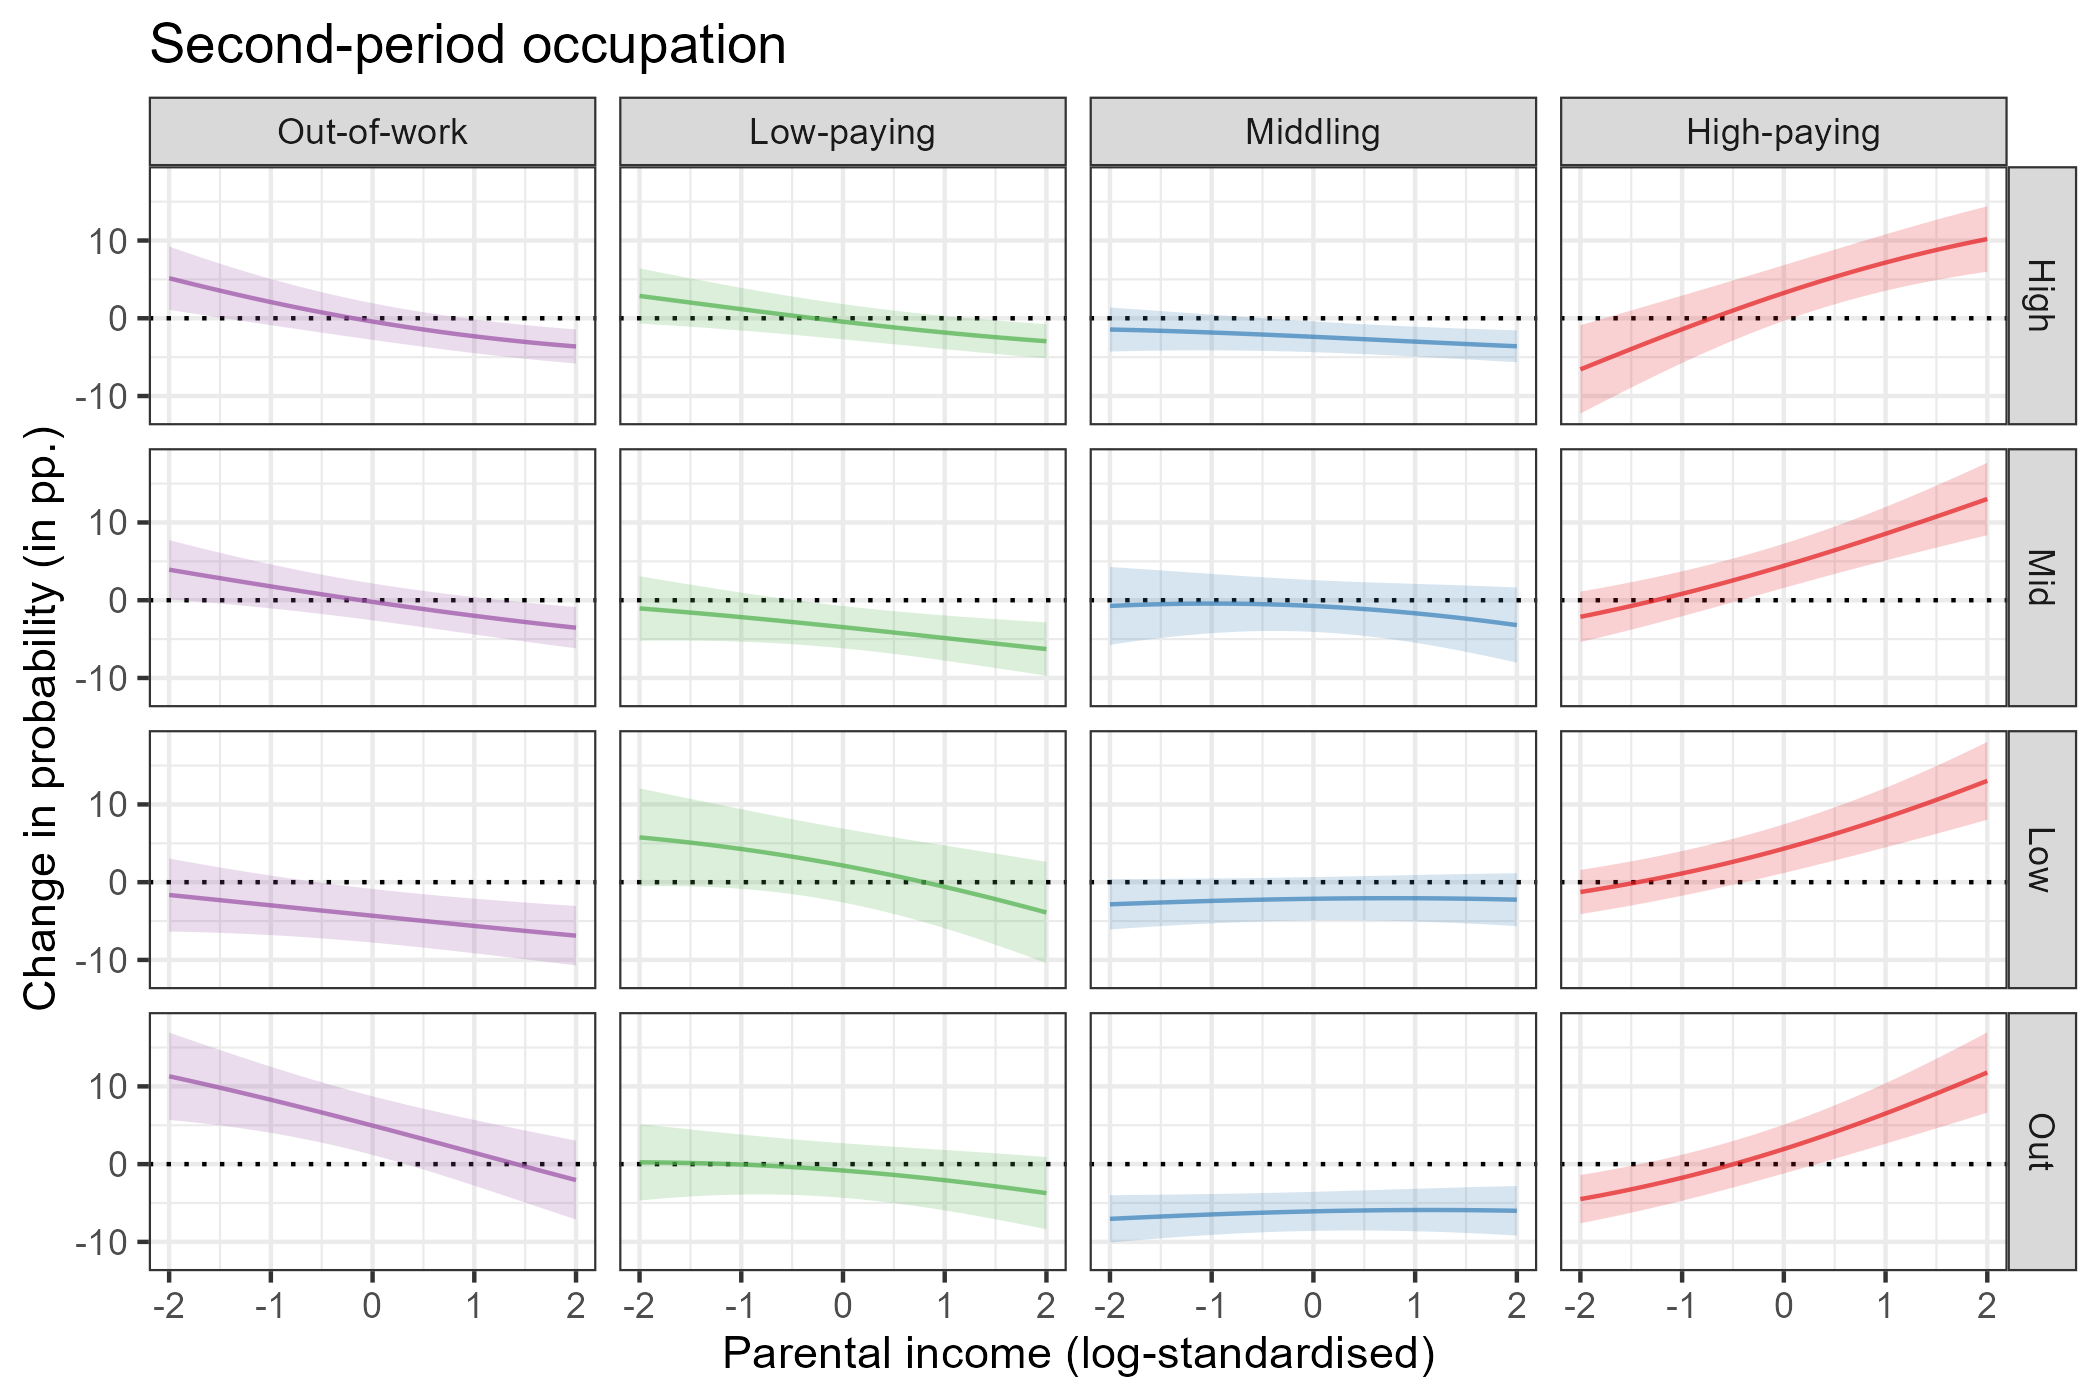 Second-period occupation
Out-of-work Low-paying Middling High-paying
10
0
-10
High
10
0
-10
Mid
10
0
-10
Low
10
0
-10
Out
Change in probability (in pp.)
-2 -1 0 1 2 -2 -1 0 1 2 -2 -1 0 1 2 -2 -1 0 1 2
Parental income (log-standardised)